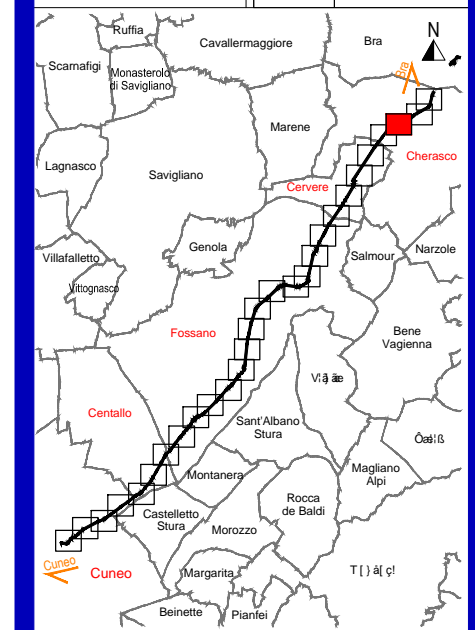 Ruffia
Cavallermaggiore
Bra
N
Scarnafigi
Monasterolo
di Savigliano
Bra
Marene
Cherasco
Lagnasco
Savigliano
Cervere
Villafalletto
Genola
Salmour
Narzole
Vittognasco
Fossano
Bene
Vagienna
Centallo
Sant'Albano
Stura
Magliano
Alpi
Montanera
Rocca
de Baldi
Castelletto
Stura
Morozzo
Cuneo
Cuneo
Margarita
Beinette
Pianfei